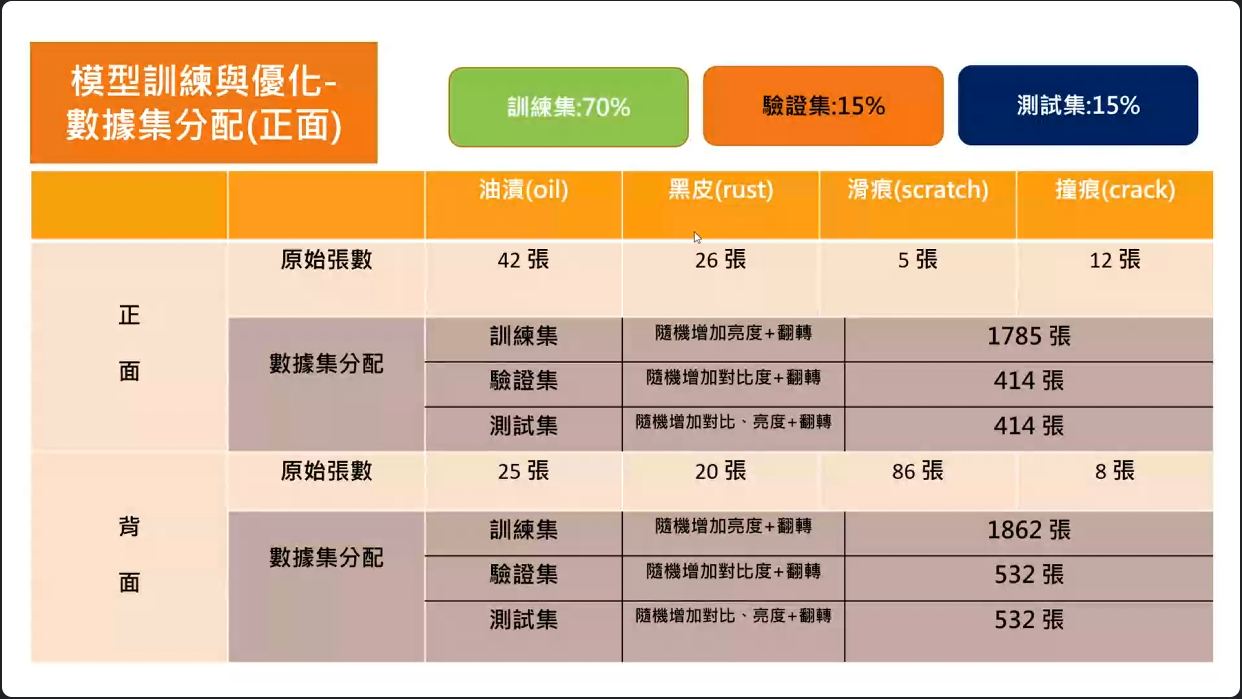 模型訓練與優化-
數據集分配(正面)
訓練集:70%
驗證集:15%
測試集:15%
油漬(oil) 黑皮(rust) 滑痕(scratch) 撞痕(crack)
正面
原始張數 42 張 26 張 5 張 12 張
數據集分配
訓練集 隨機增加亮度+翻轉 1785 張
驗證集 隨機增加對比度+翻轉 414 張
測試集 隨機增加對比、亮度+翻轉 414 張
背面
原始張數 25 張 20 張 86 張 8 張
數據集分配
訓練集 隨機增加亮度+翻轉 1862 張
驗證集 隨機增加對比度+翻轉 532 張
測試集 隨機增加對比、亮度+翻轉 532 張